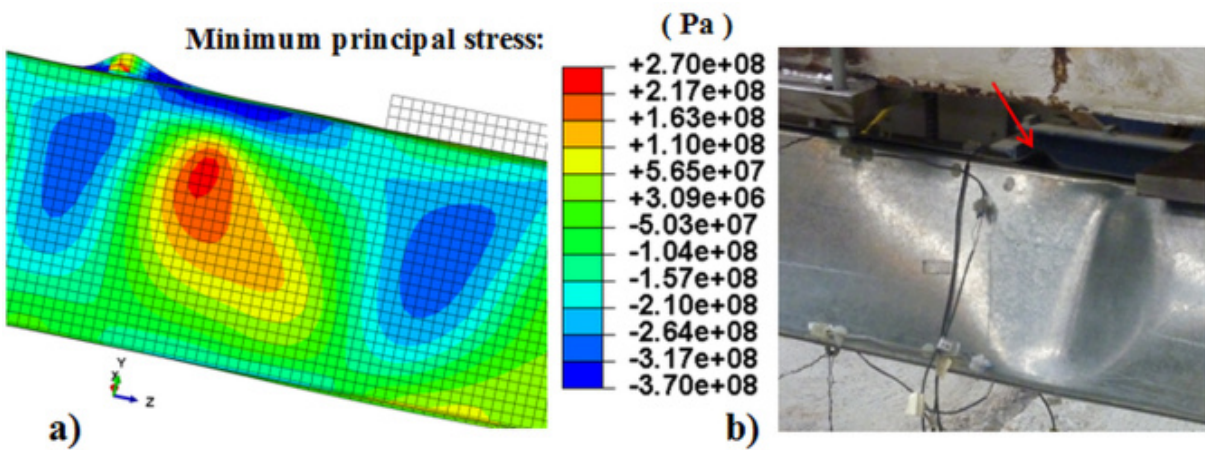 Minimum principal stress:
( Pa )
+2.70e+08
+2.17e+08
+1.63e+08
+1.10e+08
+5.65e+07
+3.09e+06
-5.03e+07
-1.04e+08
-1.57e+08
-2.10e+08
-2.64e+08
-3.17e+08
-3.70e+08
Y
X
Z
a)
b)